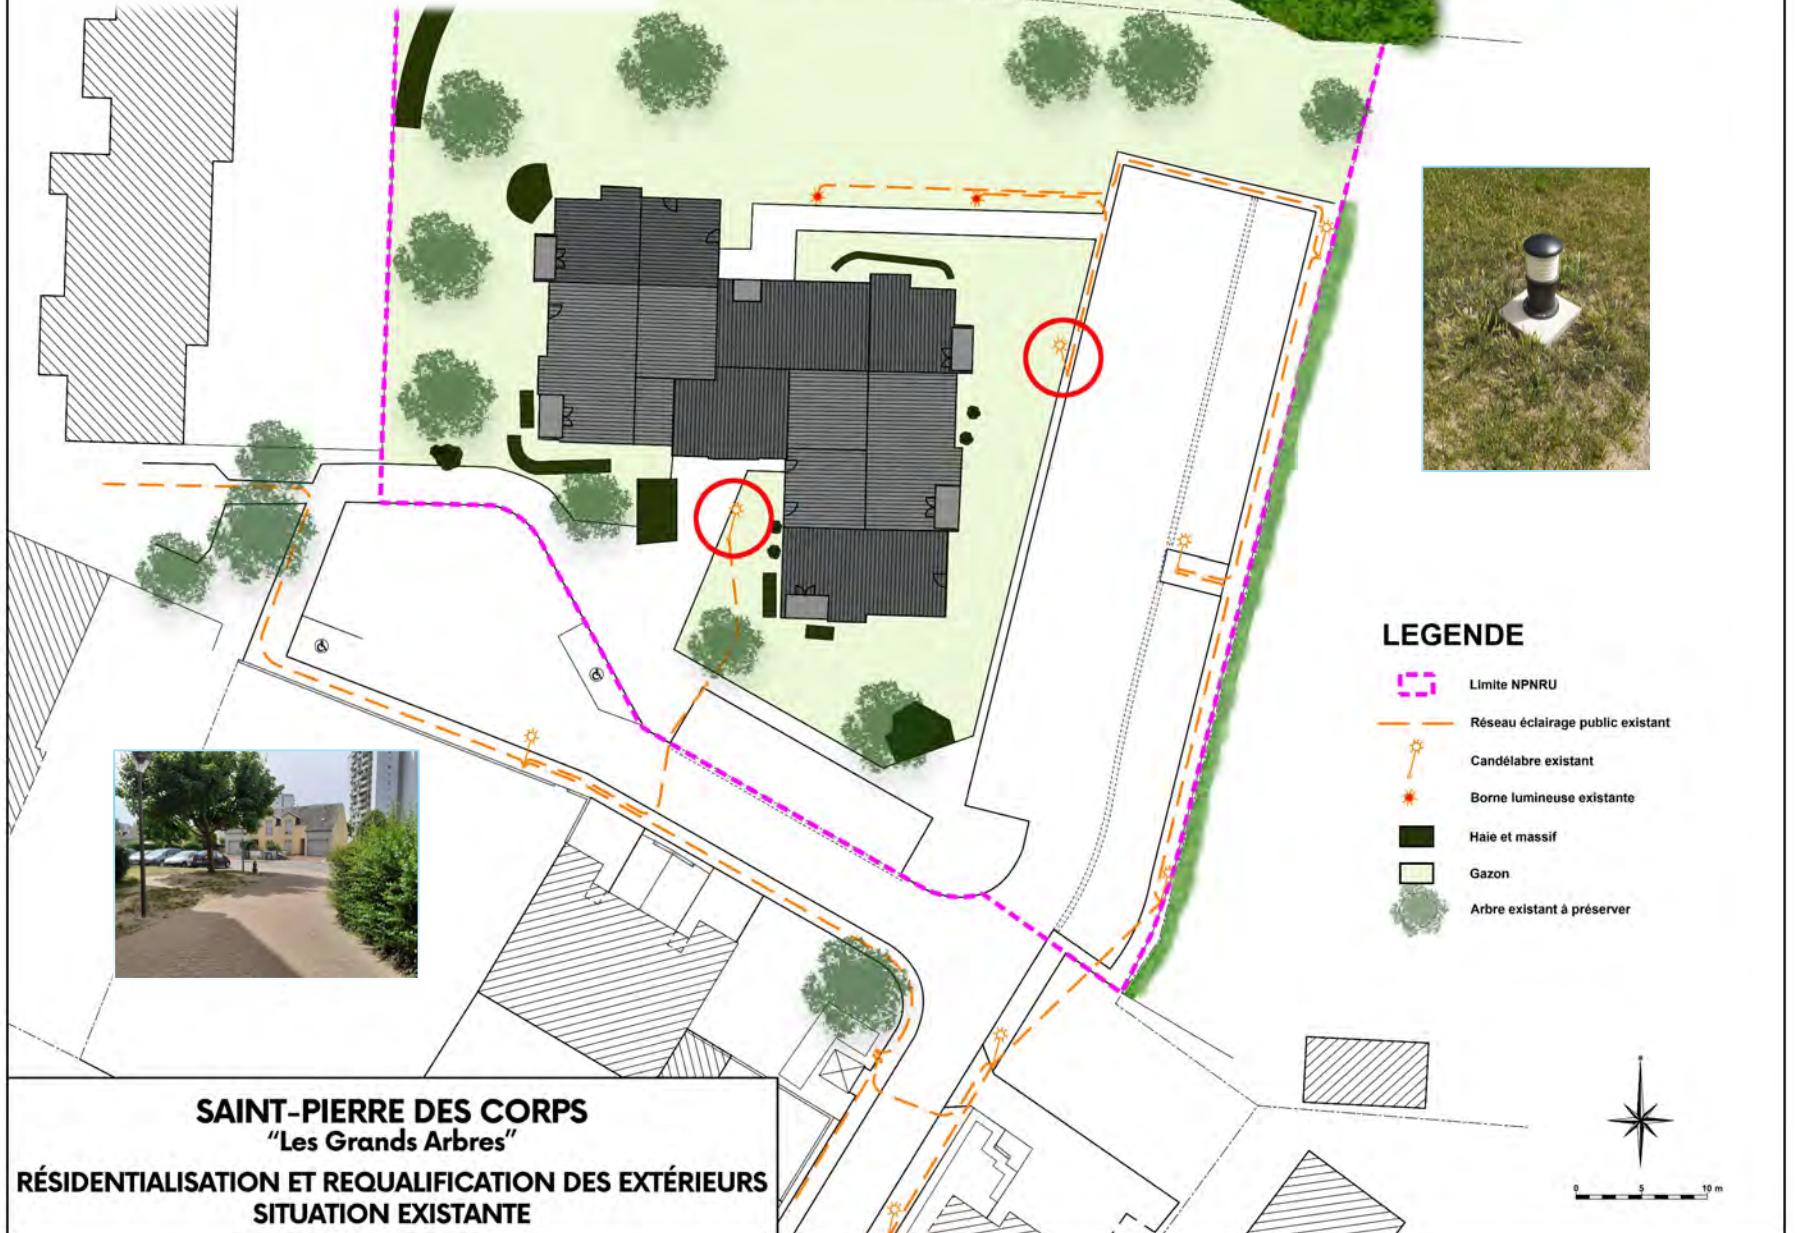 LEGENDE
Limite NPNRU
Réseau éclairage public existant
Candélabre existant
Borne lumineuse existante
Haie et massif
Gazon
Arbre existant à préserver
0 5 10 m
SAINT-PIERRE DES CORPS
“Les Grands Arbres”
RÉSIDENTIALISATION ET REQUALIFICATION DES EXTÉRIEURS
SITUATION EXISTANTE